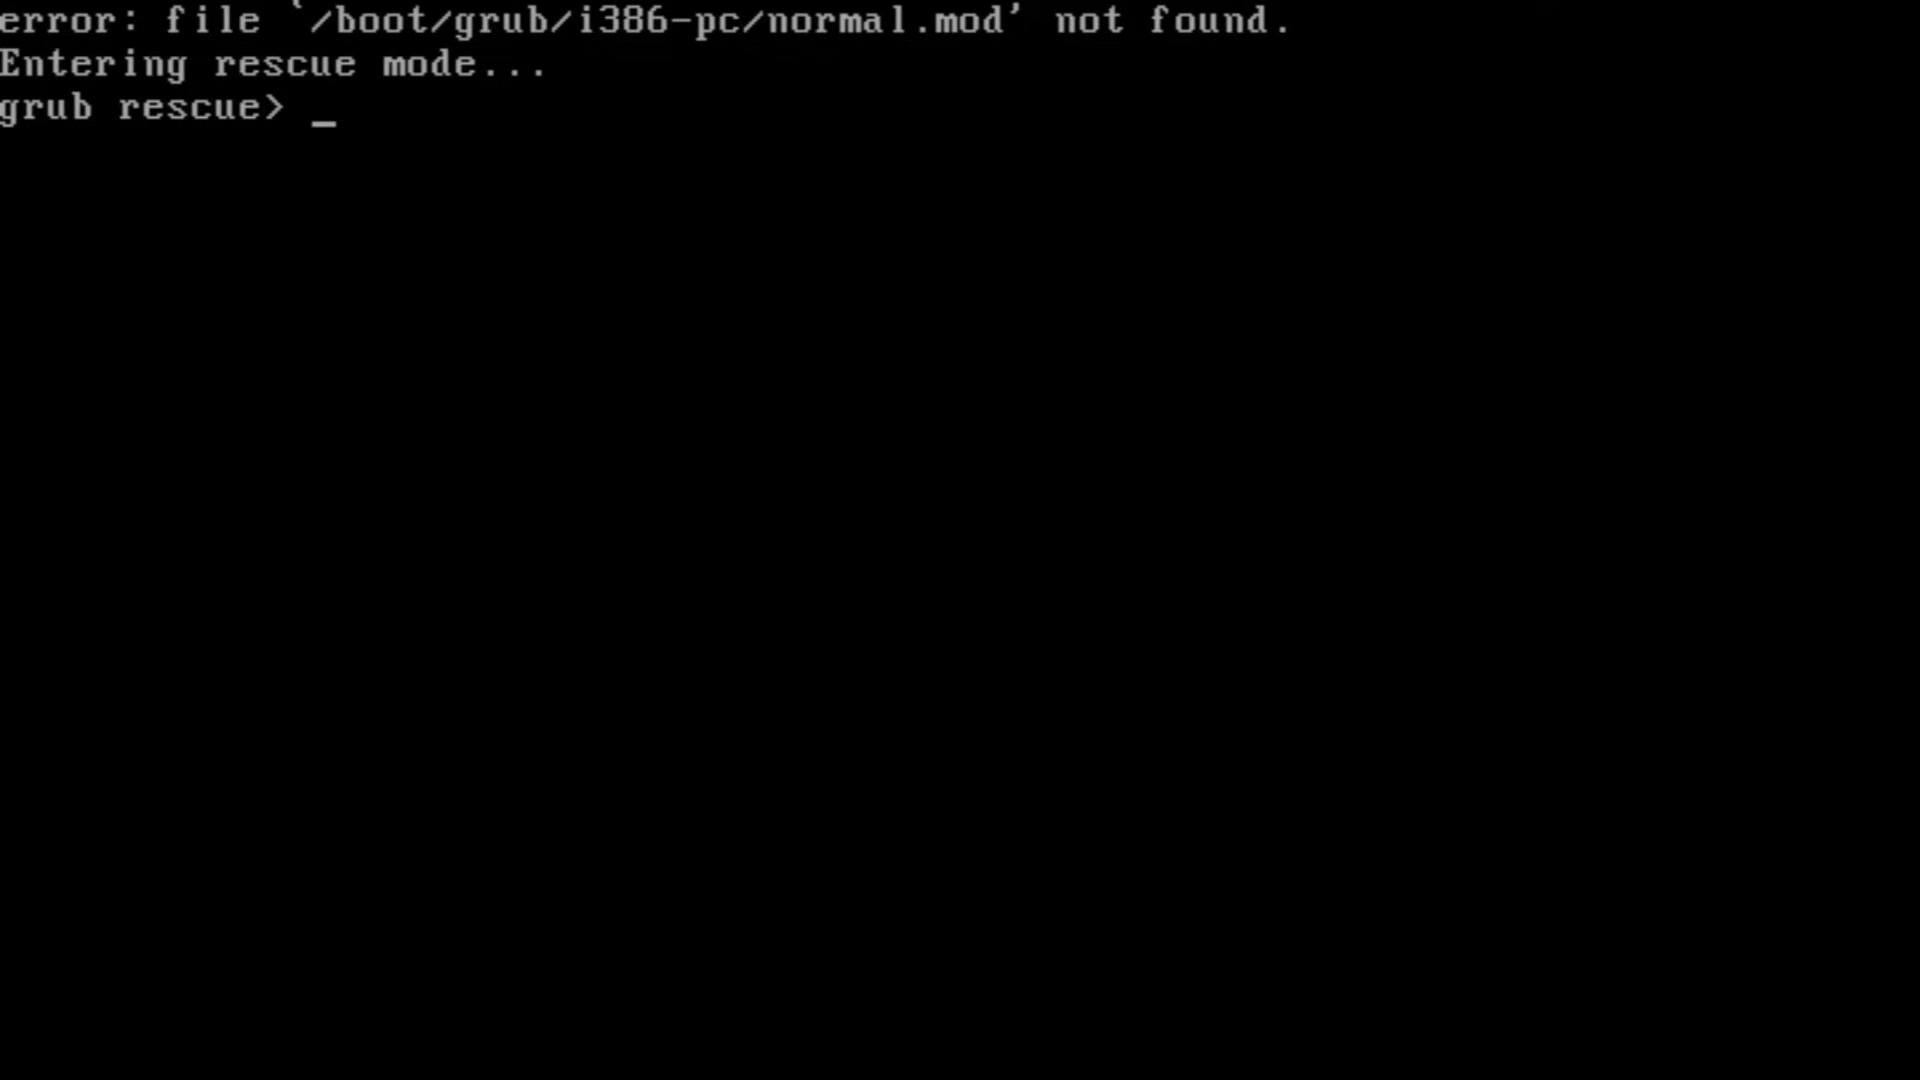 error: file `/boot/grub/i386-pc/normal.mod' not found.
Entering rescue mode...
grub rescue> _